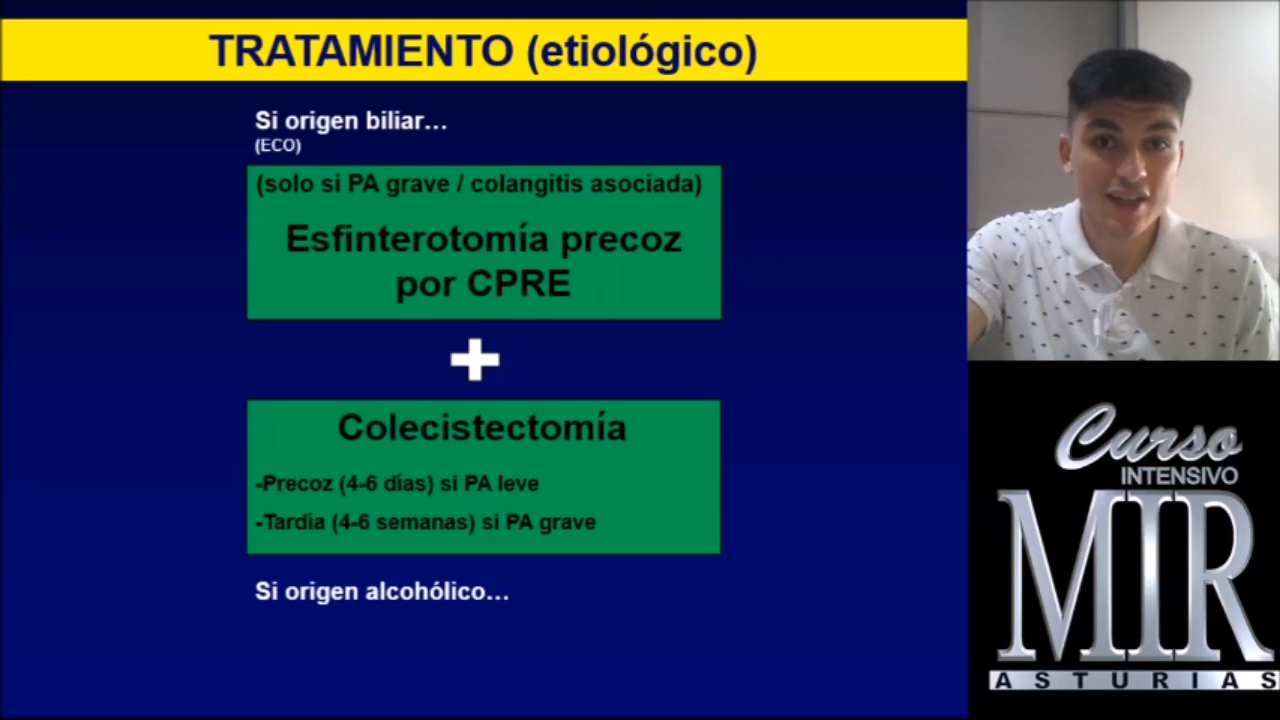 TRATAMIENTO (etiológico)
Si origen biliar...
(ECO)
(solo si PA grave / colangitis asociada)
Esfinterotomía precoz
por CPRE
Colecistectomía
-Precoz (4-6 días) si PA leve
-Tardía (4-6 semanas) si PA grave
Si origen alcohólico...
Curso
INTENSIVO
MIR
ASTURIAS